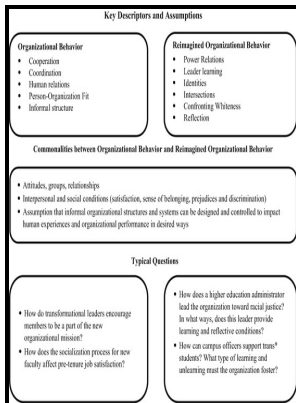 Key Descriptors and Assumptions
Organizational Behavior
• Cooperation
• Coordination
• Human relations
• Person-Organization Fit
• Informal structure
Reimagined Organizational Behavior
• Power Relations
• Leader learning
• Identities
• Intersections
• Confronting Whiteness
• Reflection
Commonalities between Organizational Behavior and Reimagined Organizational Behavior
• Attitudes, groups, relationships
• Interpersonal and social conditions (satisfaction, sense of belonging, prejudices and discrimination)
• Assumption that informal organizational structures and systems can be designed and controlled to impact
human experiences and organizational performance in desired ways
Typical Questions
• How do transformational leaders encourage
members to be a part of the new
organizational mission?
• How does the socialization process for new
faculty affect pre-tenure job satisfaction?
• How does a higher education administrator
lead the organization toward racial justice?
In what ways, does this leader provide
learning and reflective conditions?
• How can campus officers support trans*
students? What type of learning and
unlearning must the organization foster?